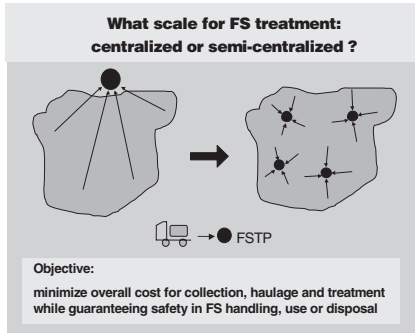 What scale for FS treatment:
centralized or semi-centralized ?
FSTP
Objective:
minimize overall cost for collection, haulage and treatment
while guaranteeing safety in FS handling, use or disposal